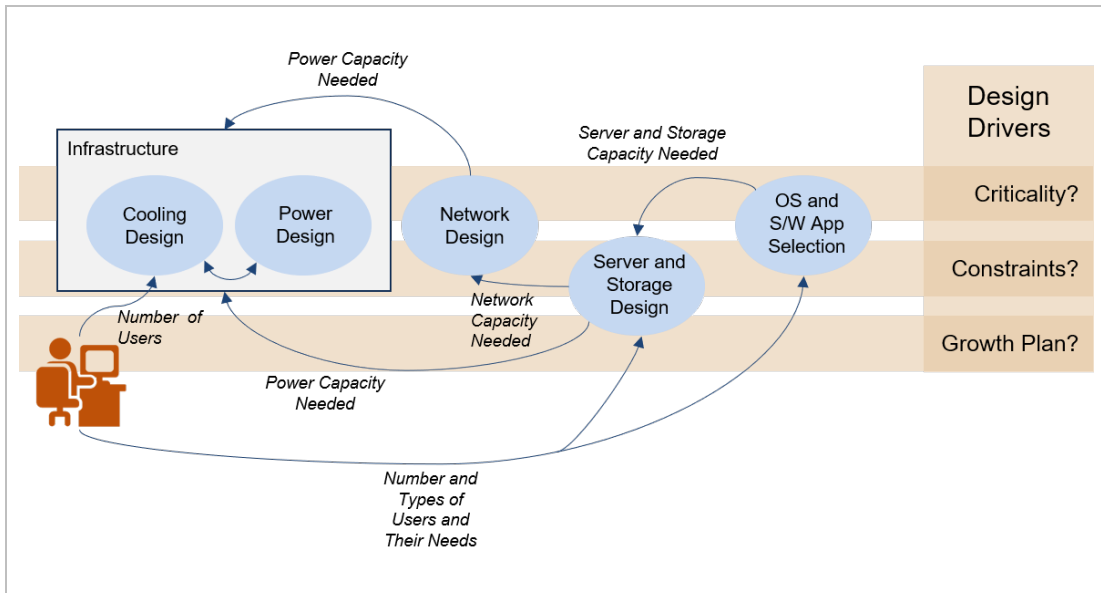 Power Capacity
Needed
Design
Drivers
Server and Storage
Capacity Needed
Infrastructure
Criticality?
Cooling
Design
Power
Design
Network
Design
OS and
S/W App
Selection
Server and
Storage
Design
Constraints?
Network
Capacity
Needed
Number of
Users
Growth Plan?
Power Capacity
Needed
Number and
Types of
Users and
Their Needs